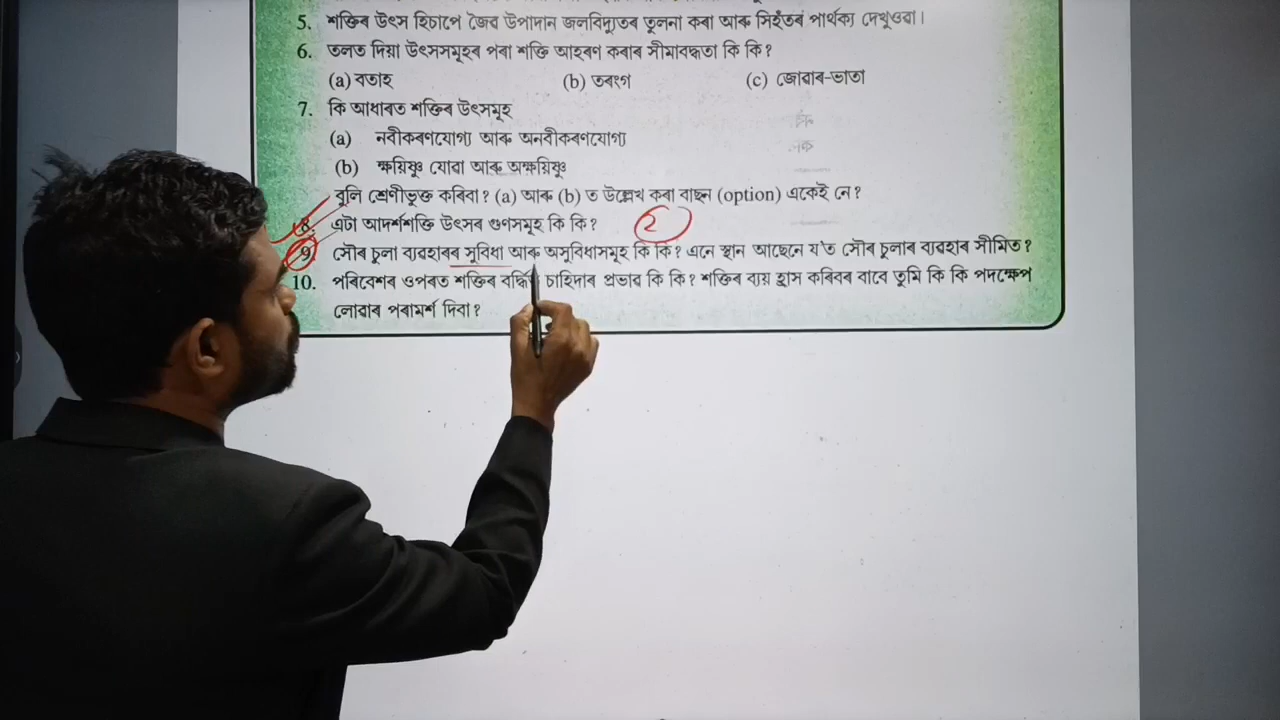 5. শক্তিৰ উৎস হিচাপে জৈৱ উপাদান জলবিদ্যুতৰ তুলনা কৰা আৰু সিহঁতৰ পাৰ্থক্য দেখুওৱা।
6. তলত দিয়া উৎসসমূহৰ পৰা শক্তি আহৰণ কৰাৰ সীমাবদ্ধতা কি কি?
(a) বতাহ (b) তৰংগ (c) জোৱাৰ-ভাতা
7. কি আধাৰত শক্তিৰ উৎসসমূহ
(a) নবীকৰণযোগ্য আৰু অনবীকৰণযোগ্য
(b) ক্ষয়িষ্ণু যোৱা আৰু অক্ষয়িষ্ণু
বুলি শ্ৰেণীভুক্ত কৰিবা? (a) আৰু (b) ত উল্লেখ কৰা বাছন (option) একেই নে?
8. এটা আদৰ্শশক্তি উৎসৰ গুণসমূহ কি কি? 2
9. সৌৰ চুলা ব্যৱহাৰৰ সুবিধা আৰু অসুবিধাসমূহ কি কি? এনে স্থান আছেনে য'ত সৌৰ চুলাৰ ব্যৱহাৰ সীমিত?
10. পৰিবেশৰ ওপৰত শক্তিৰ চাহিদাৰ প্ৰভাৱ কি কি? শক্তিৰ ব্যয় হ্ৰাস কৰিবৰ বাবে তুমি কি কি পদক্ষেপ
লোৱাৰ পৰামৰ্শ দিবা?